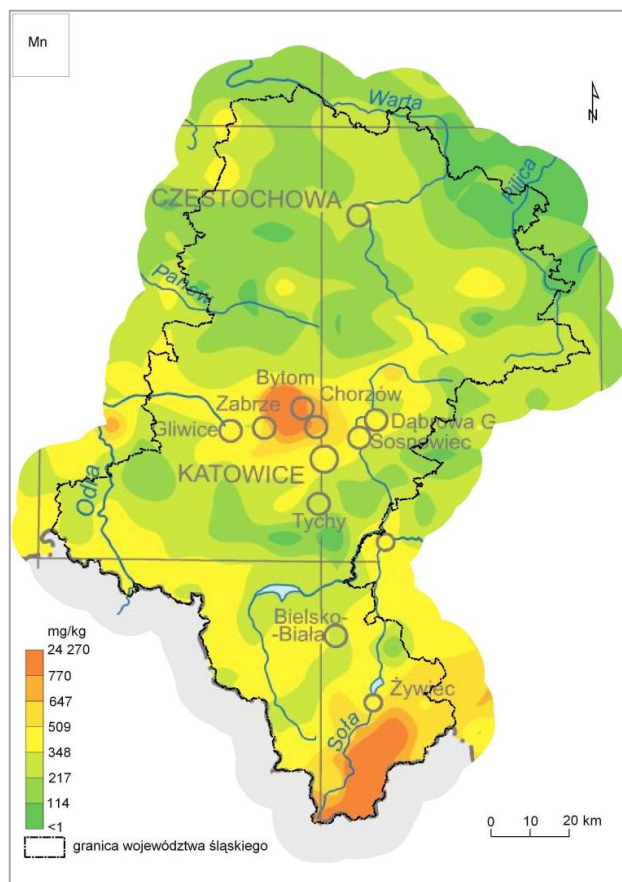 Mn
N
Warta
Pilica
CZĘSTOCHOWA
Panew
Bytom
Chorzów
Zabrze
Gliwice
Dąbrowa G
Sosnowiec
KATOWICE
Odra
Tychy
Bielsko-
-Biała
Żywiec
Soła
mg/kg
24 270
770
647
509
348
217
114
<1
granica województwa śląskiego
0 10 20 km